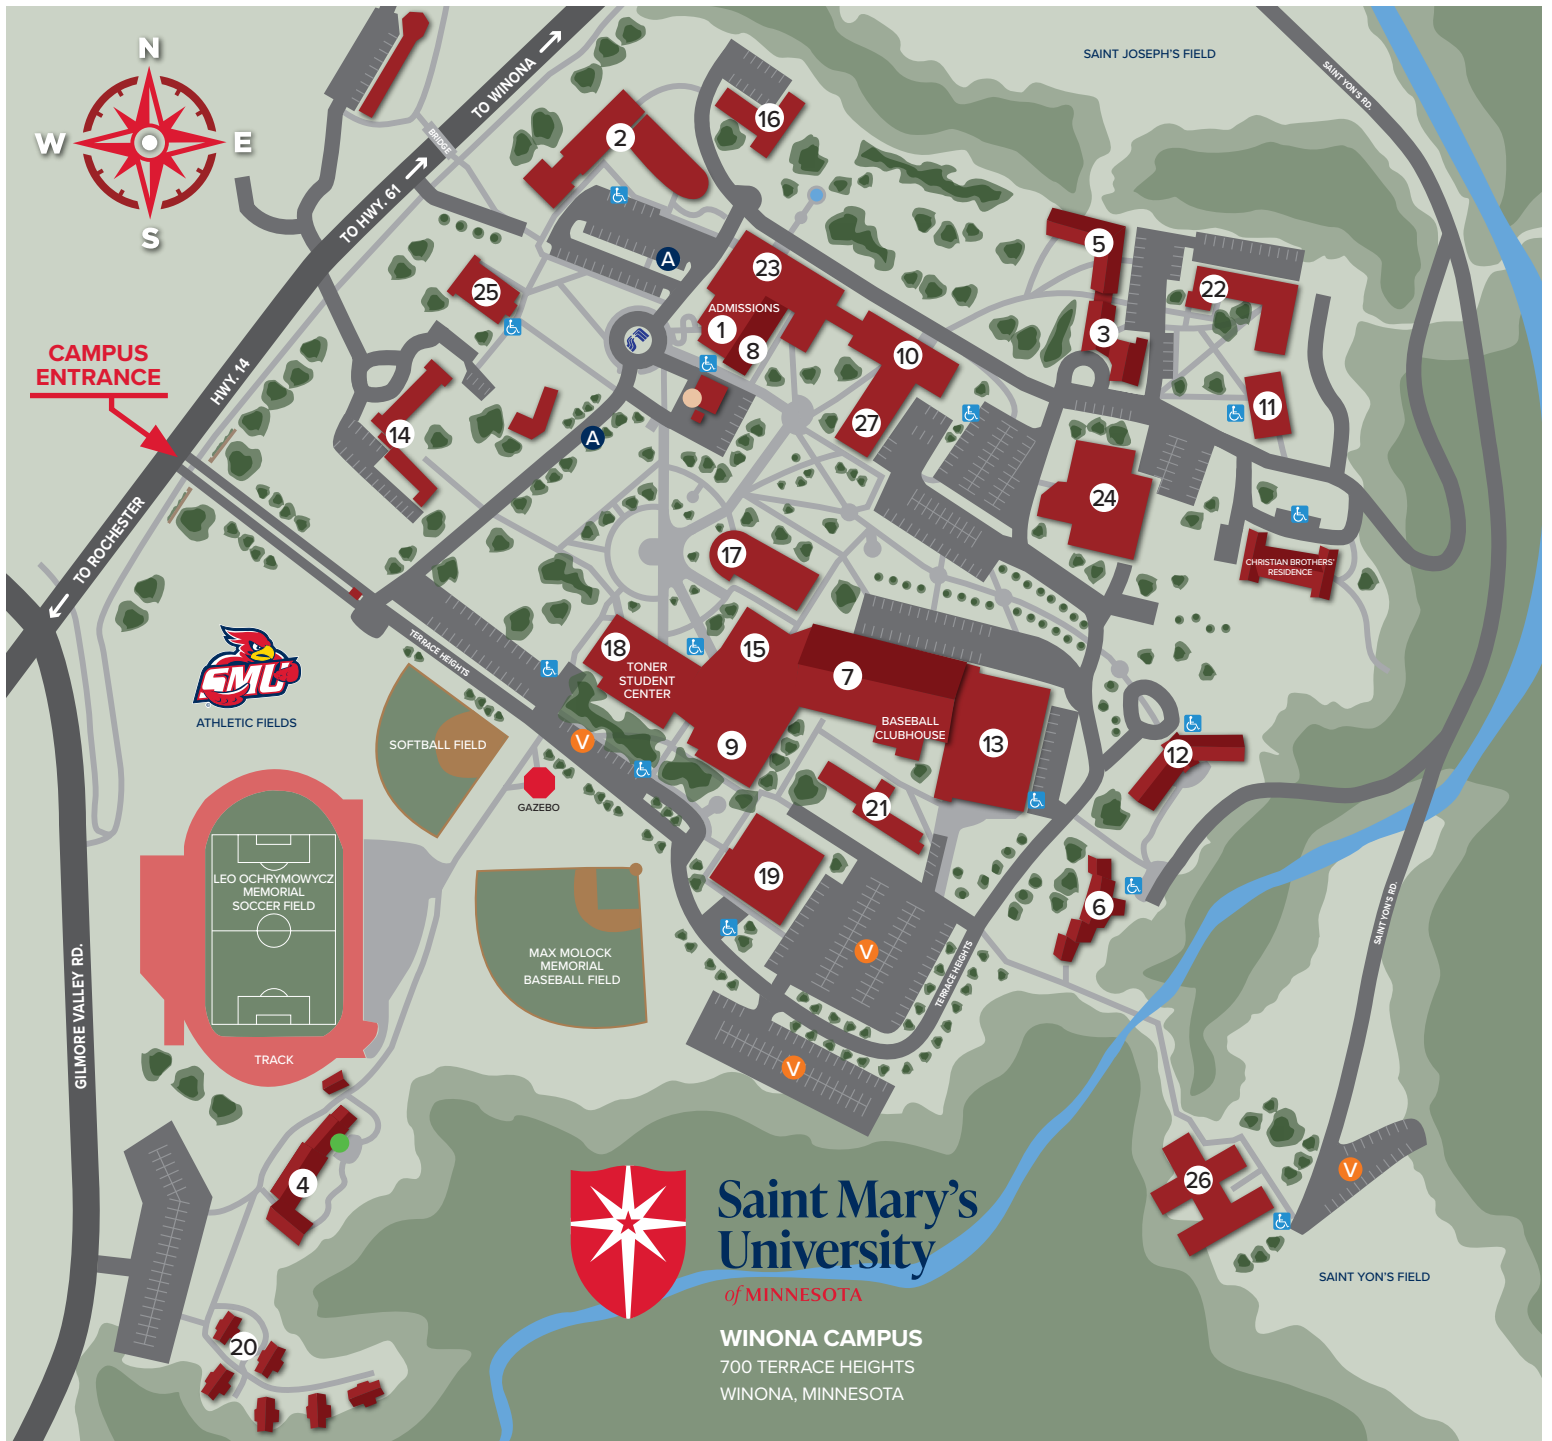 N
W
E
S
TO WINONA
BRIDGE
TO HWY. 61
HWY. 14
TO ROCHESTER
CAMPUS
ENTRANCE
SAINT JOSEPH'S FIELD
SAINT YON'S RD.
2
16
A
23
ADMISSIONS
1
8
25
10
27
5
3
22
11
14
A
24
CHRISTIAN BROTHERS'
RESIDENCE
17
TERRACE HEIGHTS
18
TONER
STUDENT
CENTER
15
7
BASEBALL
CLUBHOUSE
9
13
12
V
SMU
ATHLETIC FIELDS
SOFTBALL FIELD
GAZEBO
21
19
6
V
TERRACE HEIGHTS
V
SAINT YON'S RD.
LEO OCHRYMOWYCZ
MEMORIAL
SOCCER FIELD
TRACK
MAX MOLOCK
MEMORIAL
BASEBALL FIELD
GILMORE VALLEY RD.
4
20
26
V
SAINT YON'S FIELD
Saint Mary's
University
of MINNESOTA
WINONA CAMPUS
700 TERRACE HEIGHTS
WINONA, MINNESOTA